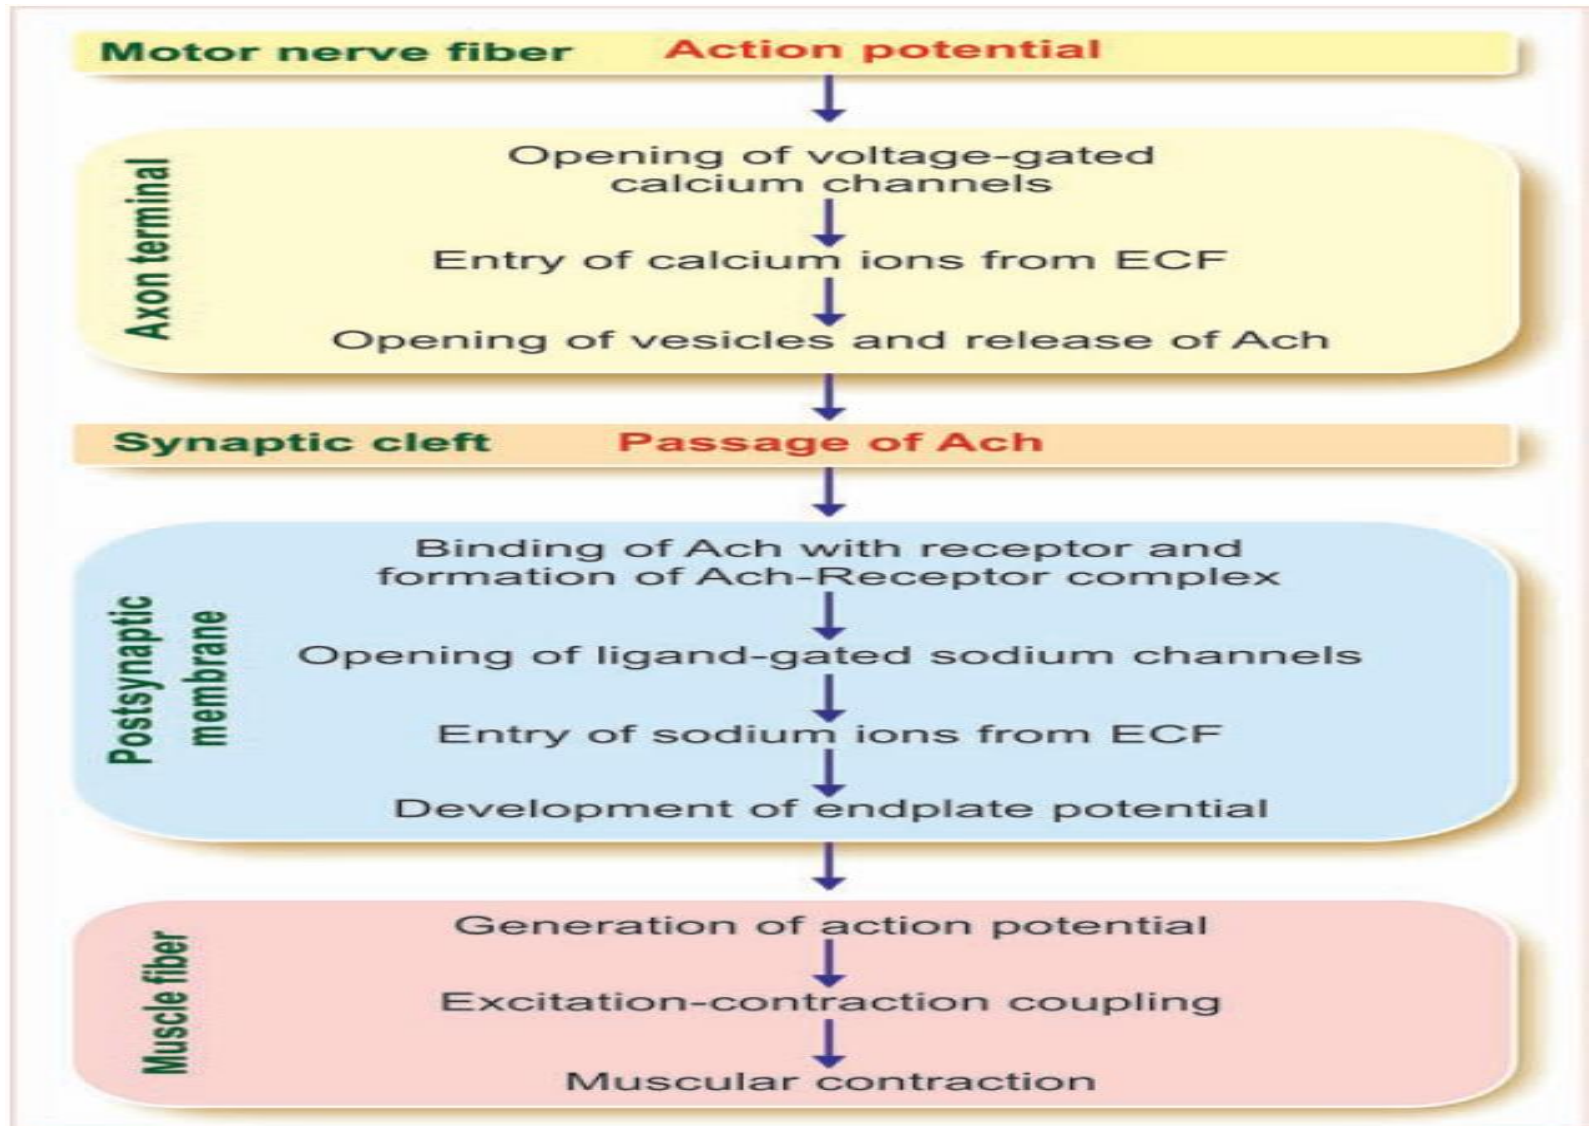 Motor nerve fiber Action potential
Axon terminal
Opening of voltage-gated
calcium channels
Entry of calcium ions from ECF
Opening of vesicles and release of Ach
Synaptic cleft Passage of Ach
Postsynaptic
membrane
Binding of Ach with receptor and
formation of Ach-Receptor complex
Opening of ligand-gated sodium channels
Entry of sodium ions from ECF
Development of endplate potential
Muscle fiber
Generation of action potential
Excitation-contraction coupling
Muscular contraction